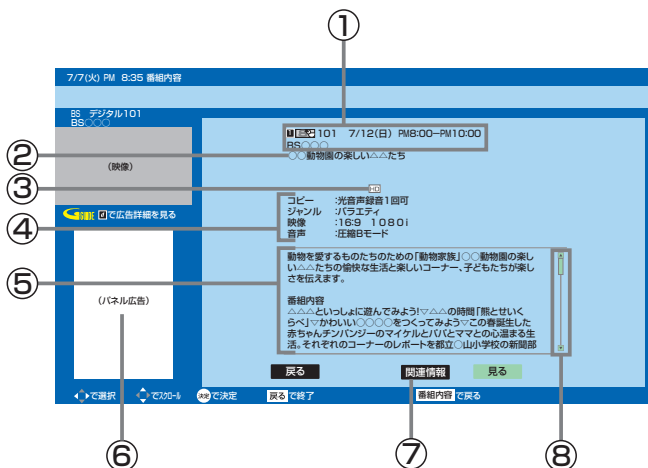 ①
7/7(火) PM 8:35 番組内容
BS デジタル101
BS○○○
101 7/12(日) PM8:00−PM10:00
BS○○○
②
○○動物園の楽しい△△たち
(映像)
③
HD
コピー :光音声録音1回可
ジャンル :バラエティ
映像 :16:9 1080i
音声 :圧縮Bモード
④
G GUIDE dで広告詳細を見る
⑤
動物を愛するものたちのための「動物家族」○○動物園の楽し
い△△たちの愉快な生活と楽しいコーナー、子どもたちが楽し
さを伝えます。
番組内容
△△△といっしょに遊んでみよう!▽△△の時間「熊とせいく
らべ」▽かわいい○○○○をつくってみよう▽この春誕生した
赤ちゃんチンパンジーのマイケルとパパとママとの心温まる生
活。それぞれのコーナーのレポートを都立○山小学校の新聞部
(パネル広告)
戻る
関連情報
見る
で選択
でスクロール
決定 で決定
戻る で終了
番組内容 で戻る
⑥
⑦
⑧